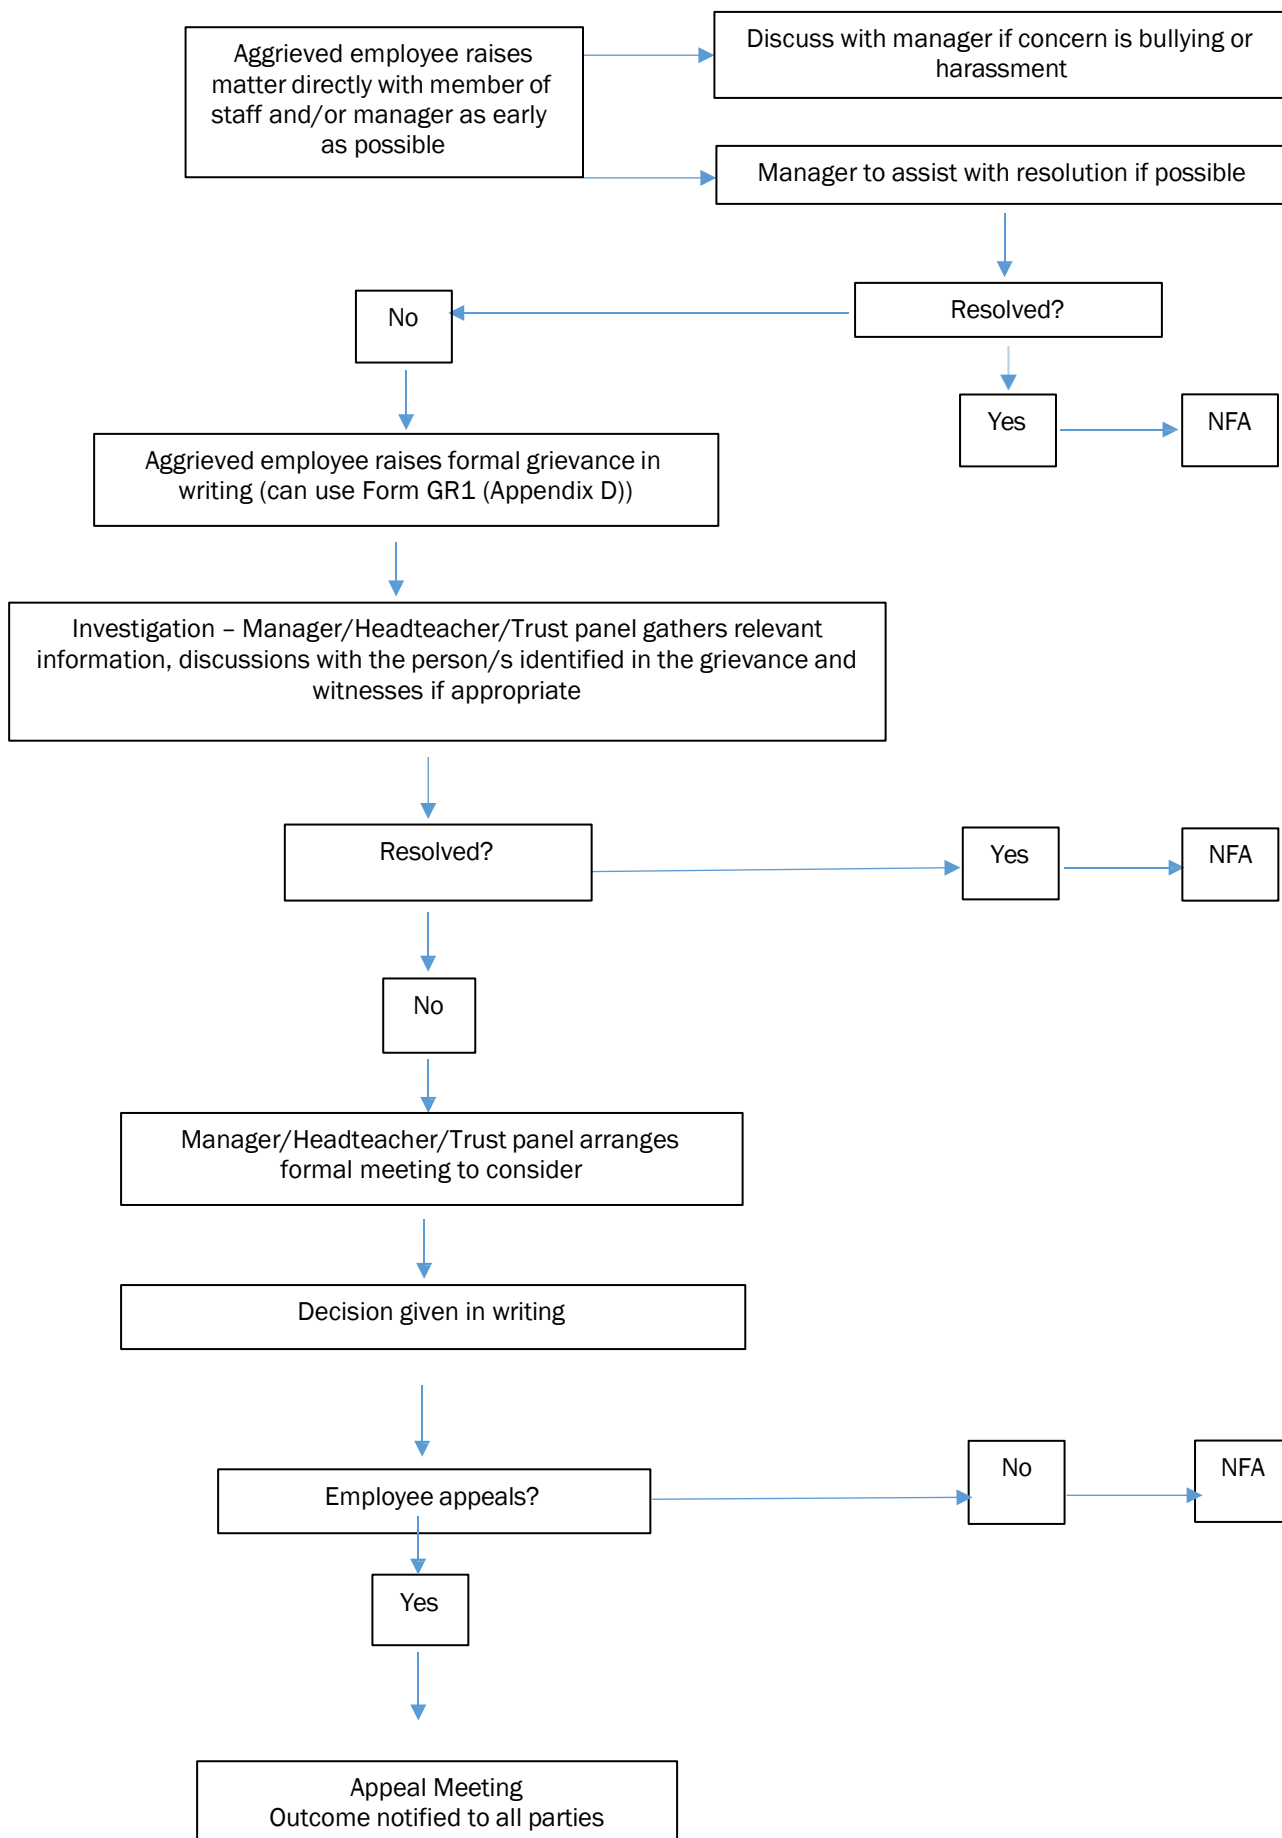 Aggrieved employee raises
matter directly with member of
staff and/or manager as early
as possible
Discuss with manager if concern is bullying or
harassment
Manager to assist with resolution if possible
Resolved?
No
Yes
NFA
Aggrieved employee raises formal grievance in
writing (can use Form GR1 (Appendix D))
Investigation – Manager/Headteacher/Trust panel gathers relevant
information, discussions with the person/s identified in the grievance and
witnesses if appropriate
Resolved?
Yes
NFA
No
Manager/Headteacher/Trust panel arranges
formal meeting to consider
Decision given in writing
Employee appeals?
No
NFA
Yes
Appeal Meeting
Outcome notified to all parties